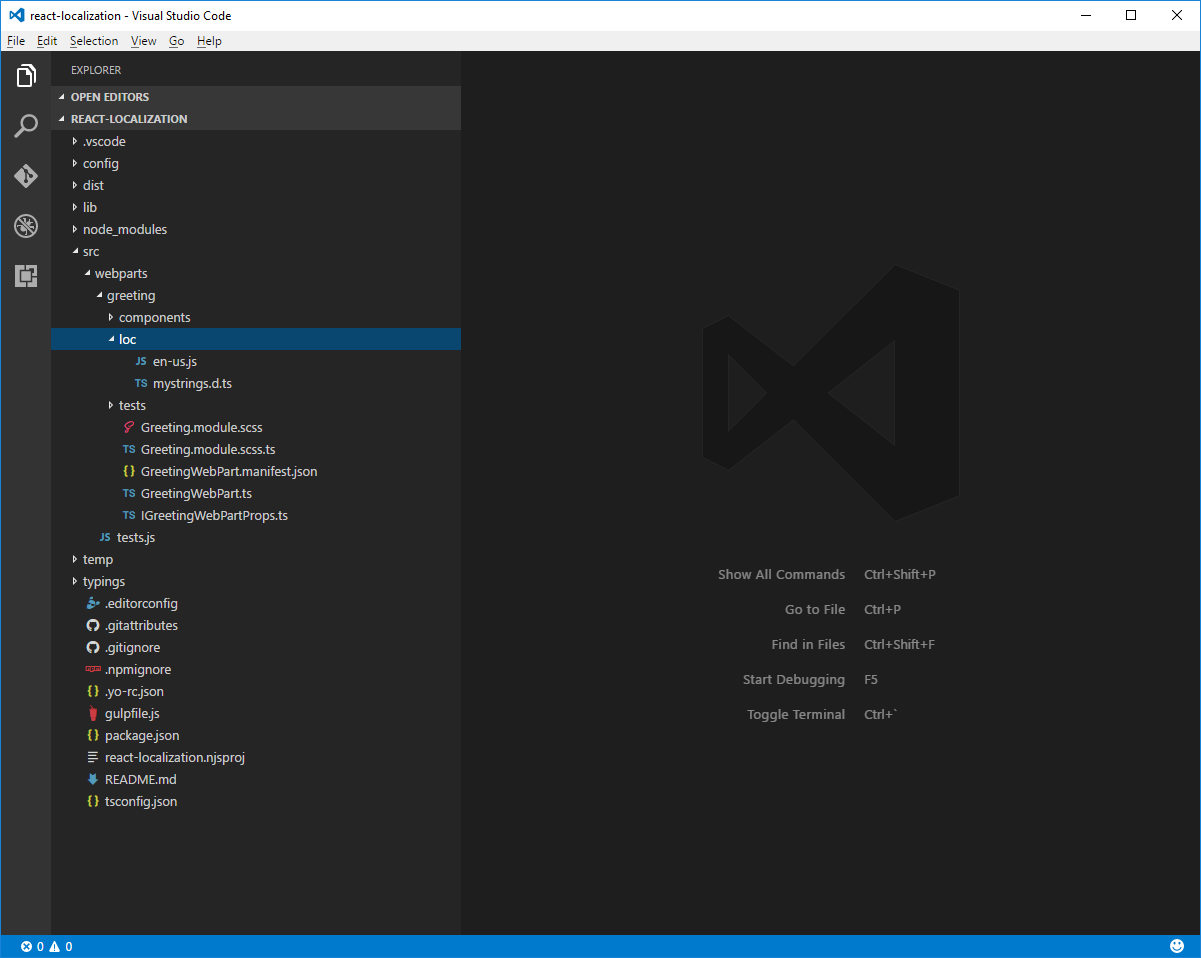 react-localization - Visual Studio Code
File Edit Selection View Go Help
EXPLORER
OPEN EDITORS
REACT-LOCALIZATION
.vscode
config
dist
lib
node_modules
src
webparts
greeting
components
loc
JS en-us.js
TS mystrings.d.ts
tests
Greeting.module.scss
TS Greeting.module.scss.ts
{} GreetingWebPart.manifest.json
TS GreetingWebPart.ts
TS IGreetingWebPartProps.ts
JS tests.js
temp
typings
.editorconfig
.gitattributes
.gitignore
npm .npmignore
{} .yo-rc.json
gulpfile.js
{} package.json
react-localization.njsproj
README.md
{} tsconfig.json
Show All Commands Ctrl+Shift+P
Go to File Ctrl+P
Find in Files Ctrl+Shift+F
Start Debugging F5
Toggle Terminal Ctrl+`
0 0